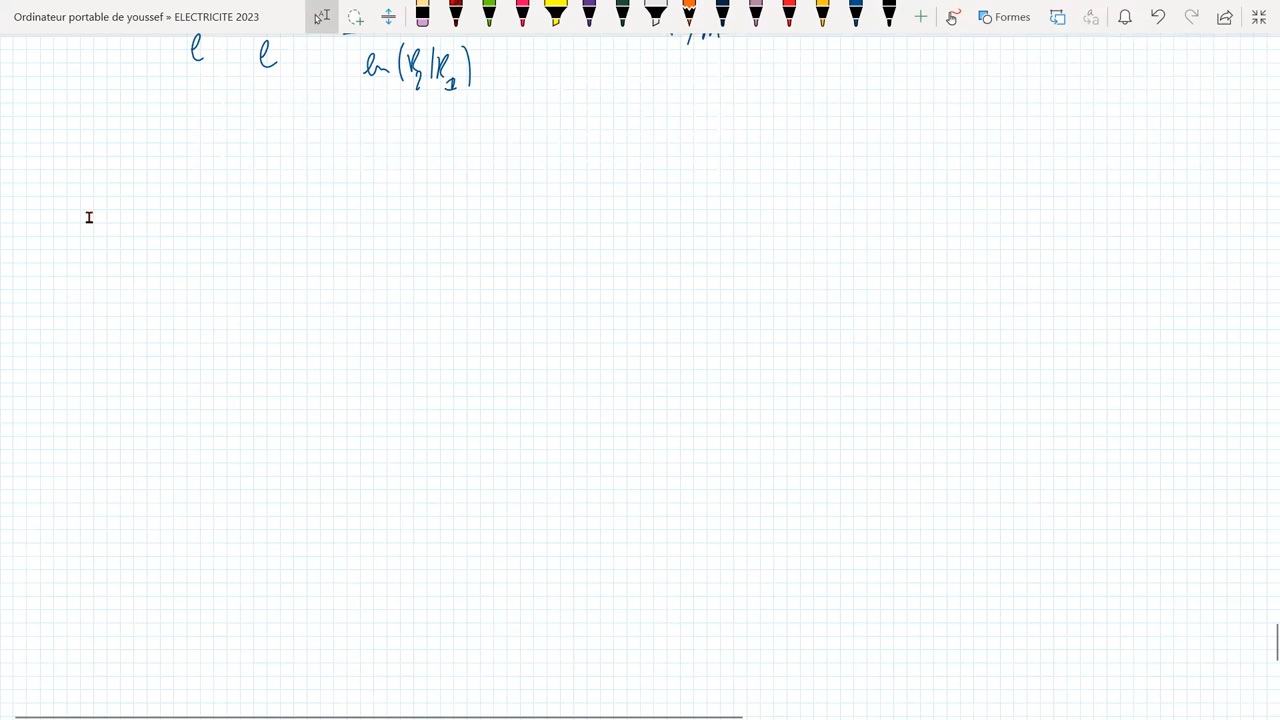 Ordinateur portable de youssef » ELECTRICITE 2023
Formes
l l
ln(R2/R1)